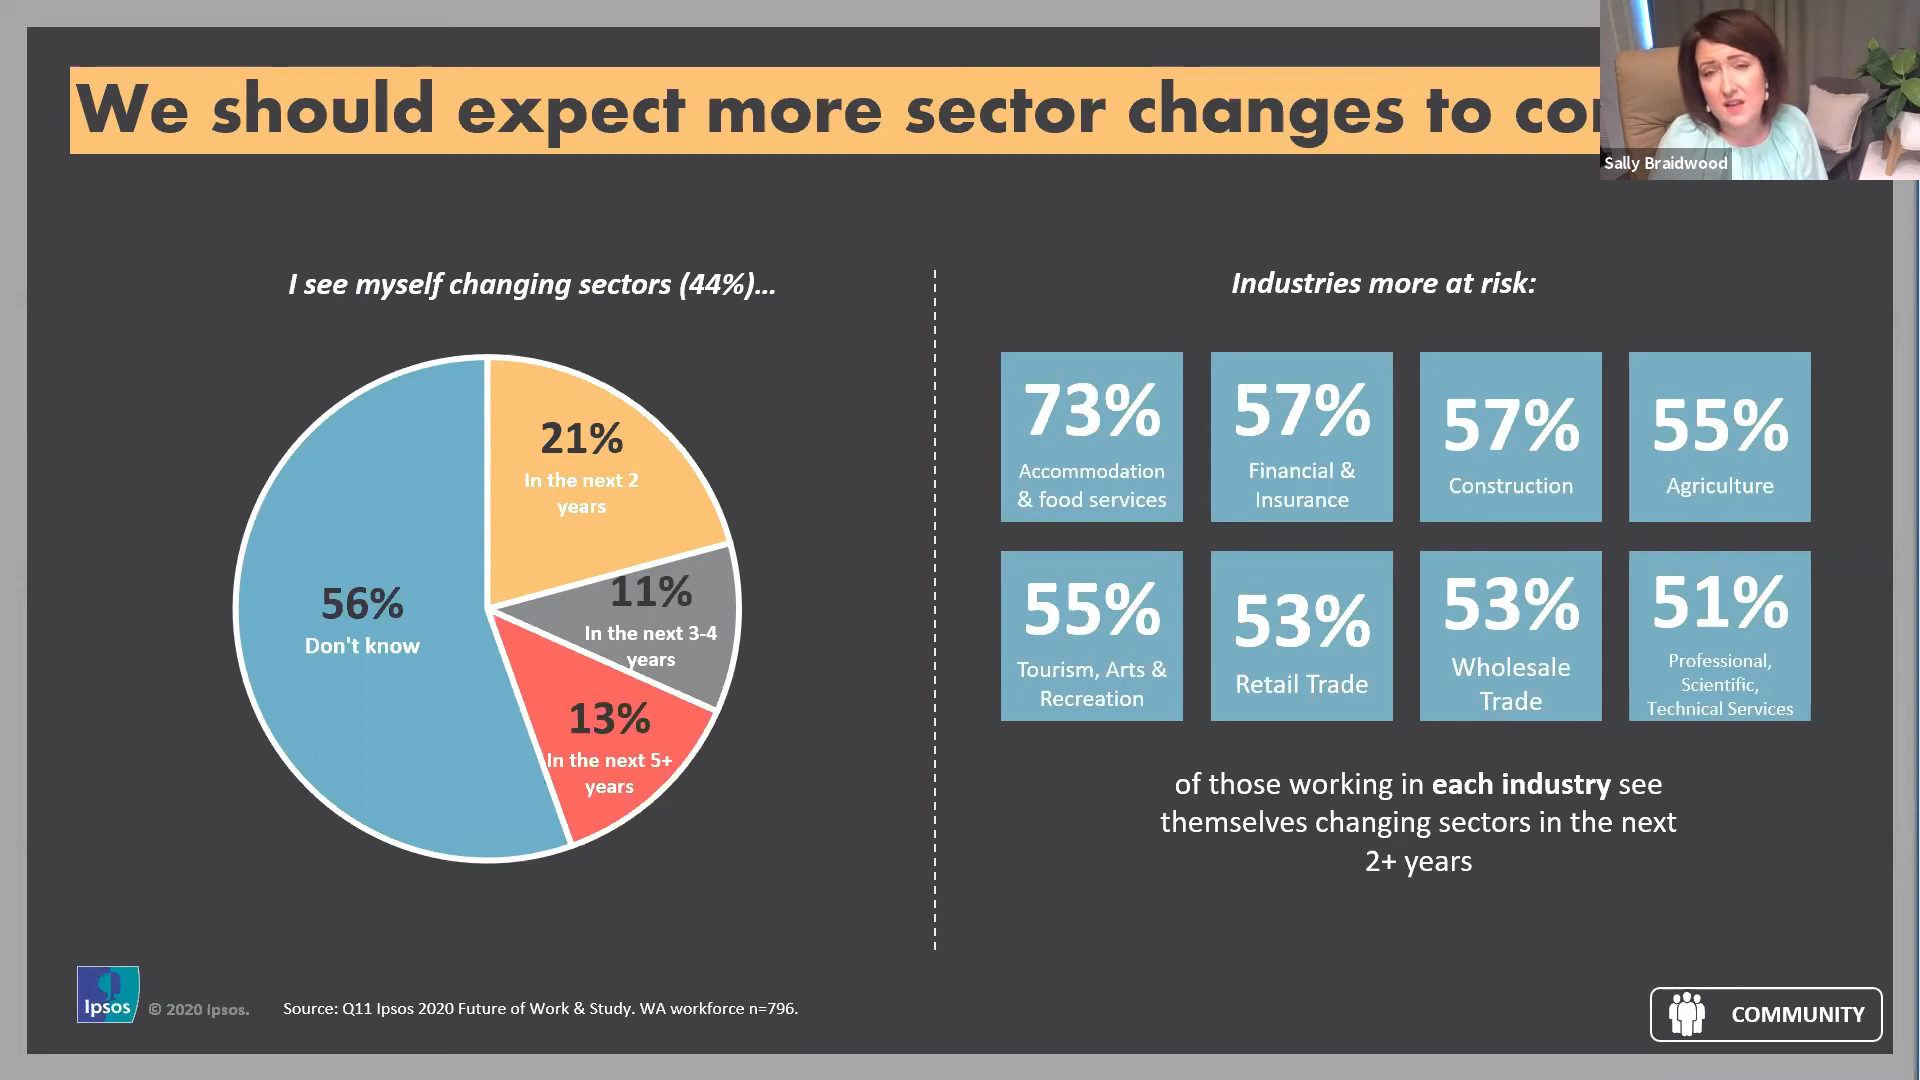 We should expect more sector changes to
Sally Braidwood
I see myself changing sectors (44%)...
21%
In the next 2
years
11%
In the next 3-4
years
13%
In the next 5+
years
56%
Don't know
Industries more at risk:
73%
Accommodation
& food services
57%
Financial &
Insurance
57%
Construction
55%
Agriculture
55%
Tourism, Arts &
Recreation
53%
Retail Trade
53%
Wholesale
Trade
51%
Professional,
Scientific,
Technical Services
of those working in each industry see
themselves changing sectors in the next
2+ years
Ipsos
© 2020 Ipsos.
Source: Q11 Ipsos 2020 Future of Work & Study. WA workforce n=796.
COMMUNITY